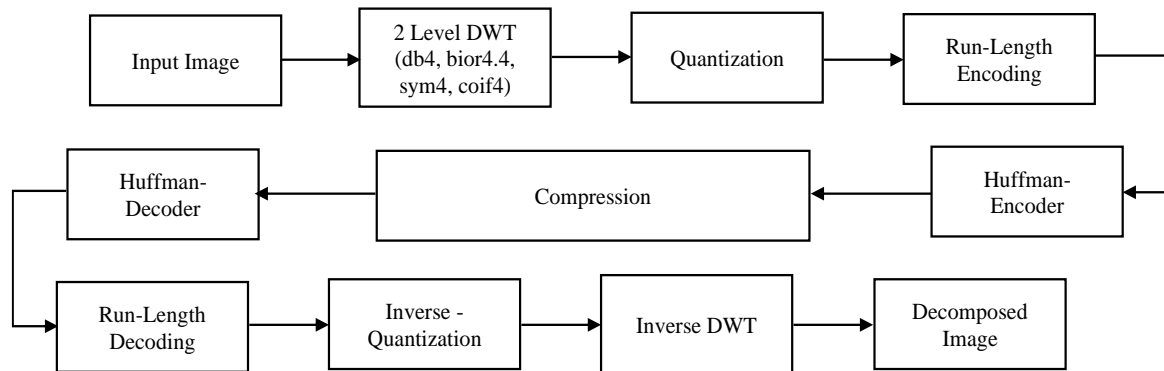 Input Image
2 Level DWT
(db4, bior4.4,
sym4, coif4)
Quantization
Run-Length
Encoding
Huffman-
Encoder
Compression
Huffman-
Decoder
Run-Length
Decoding
Inverse -
Quantization
Inverse DWT
Decomposed
Image